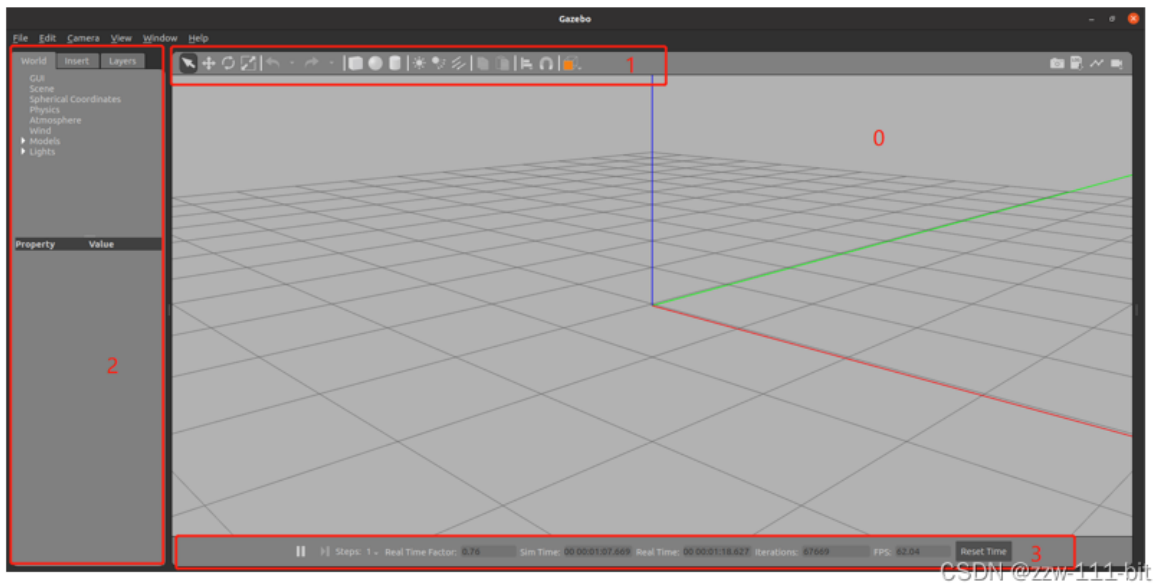 Gazebo
File Edit Camera View Window Help
World Insert Layers
1
GUI
Scene
Spherical Coordinates
Physics
Atmosphere
Wind
Models
Lights
0
Property Value
2
Steps: 1 Real Time Factor: 0.76 Sim Time: 00 00:01:07.669 Real Time: 00 00:01:18.627 Iterations: 67669 FPS: 62.04 Reset Time 3
CSDN @zzw-111-bit